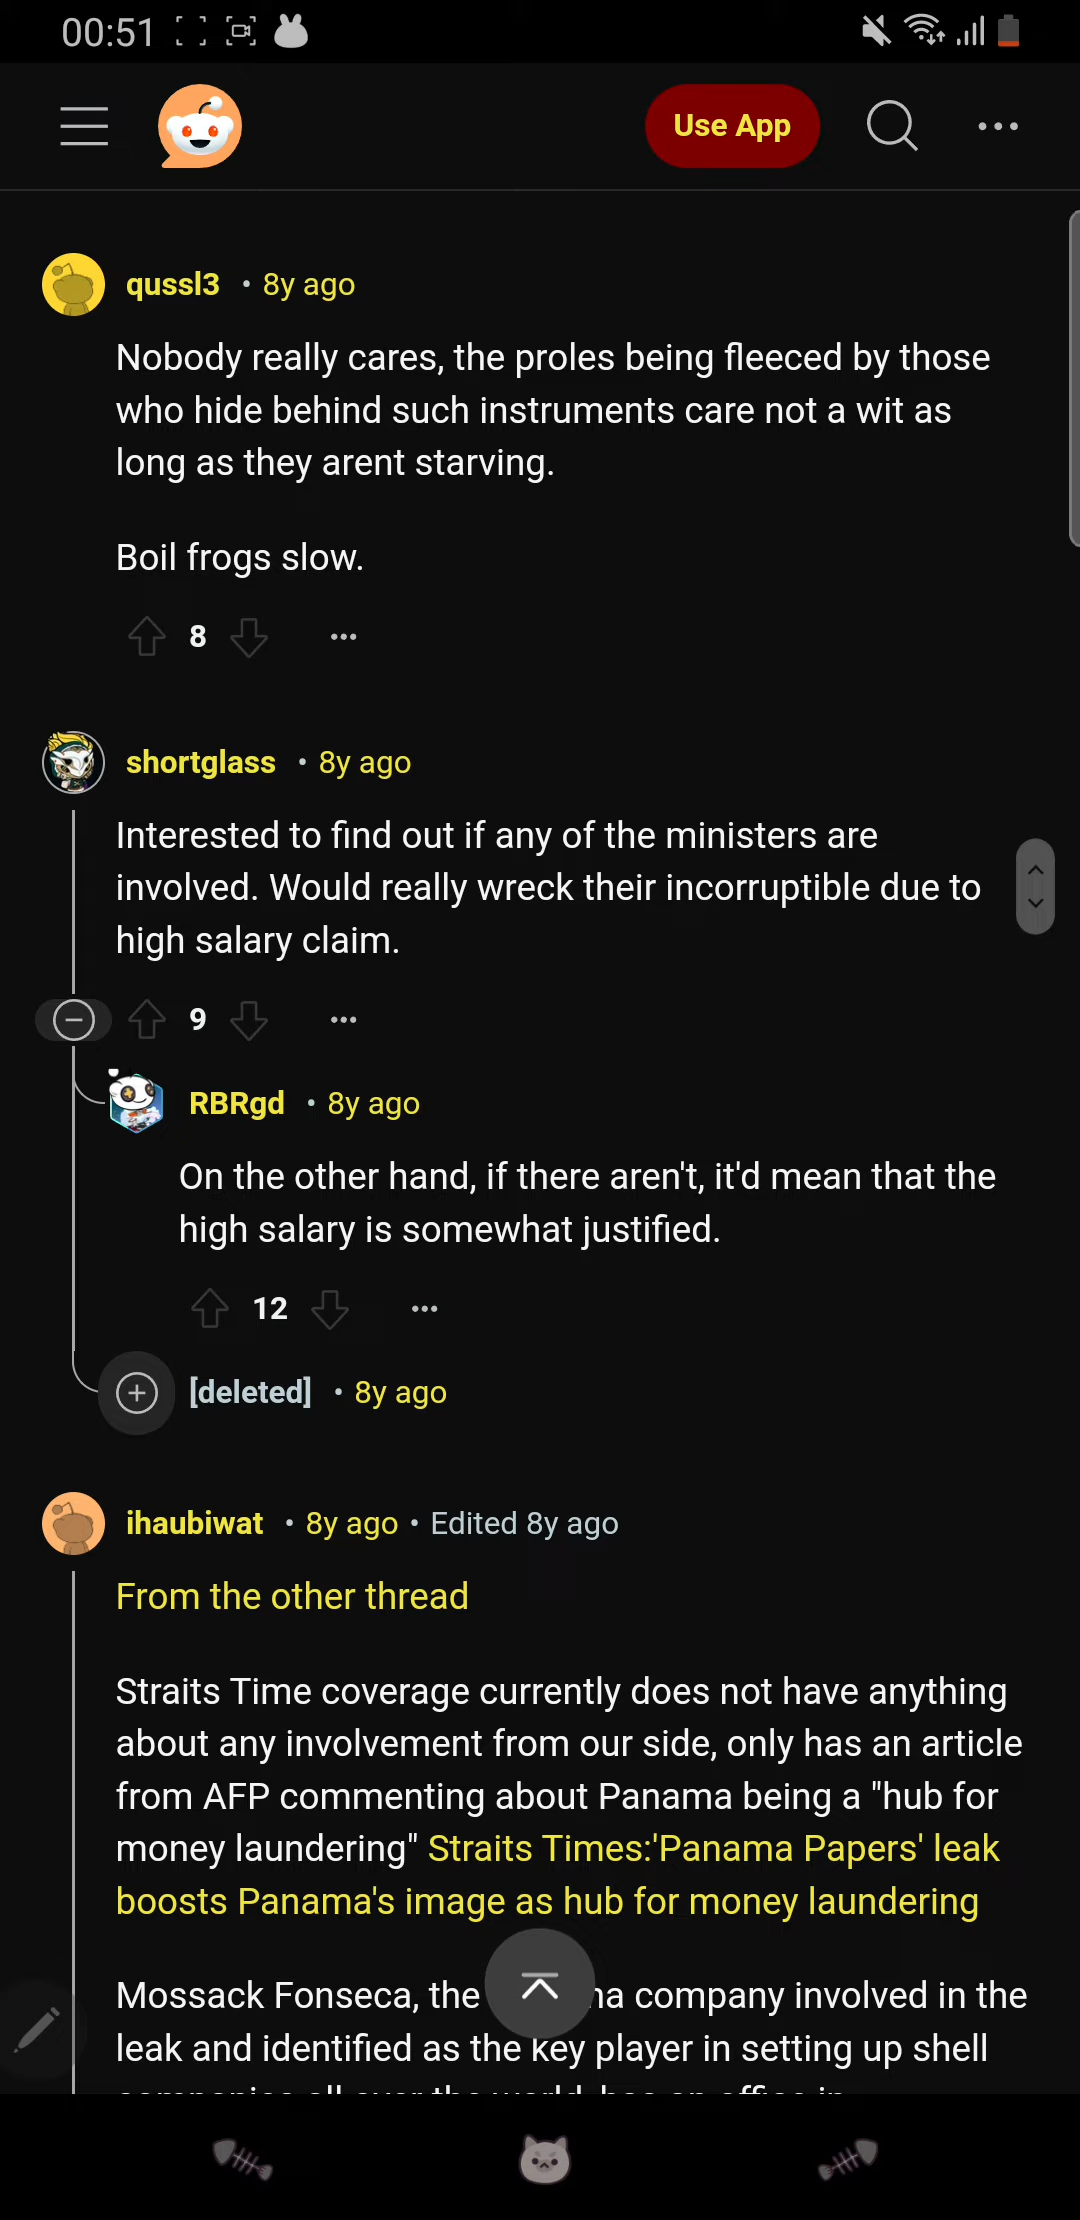 00:51
Use App
qussl3 • 8y ago
Nobody really cares, the proles being fleeced by those
who hide behind such instruments care not a wit as
long as they arent starving.
Boil frogs slow.
8
shortglass • 8y ago
Interested to find out if any of the ministers are
involved. Would really wreck their incorruptible due to
high salary claim.
9
RBRgd • 8y ago
On the other hand, if there aren't, it'd mean that the
high salary is somewhat justified.
12
[deleted] • 8y ago
ihaubiwat • 8y ago • Edited 8y ago
From the other thread
Straits Time coverage currently does not have anything
about any involvement from our side, only has an article
from AFP commenting about Panama being a "hub for
money laundering" Straits Times:'Panama Papers' leak
boosts Panama's image as hub for money laundering
Mossack Fonseca, the company involved in the
leak and identified as the key player in setting up shell